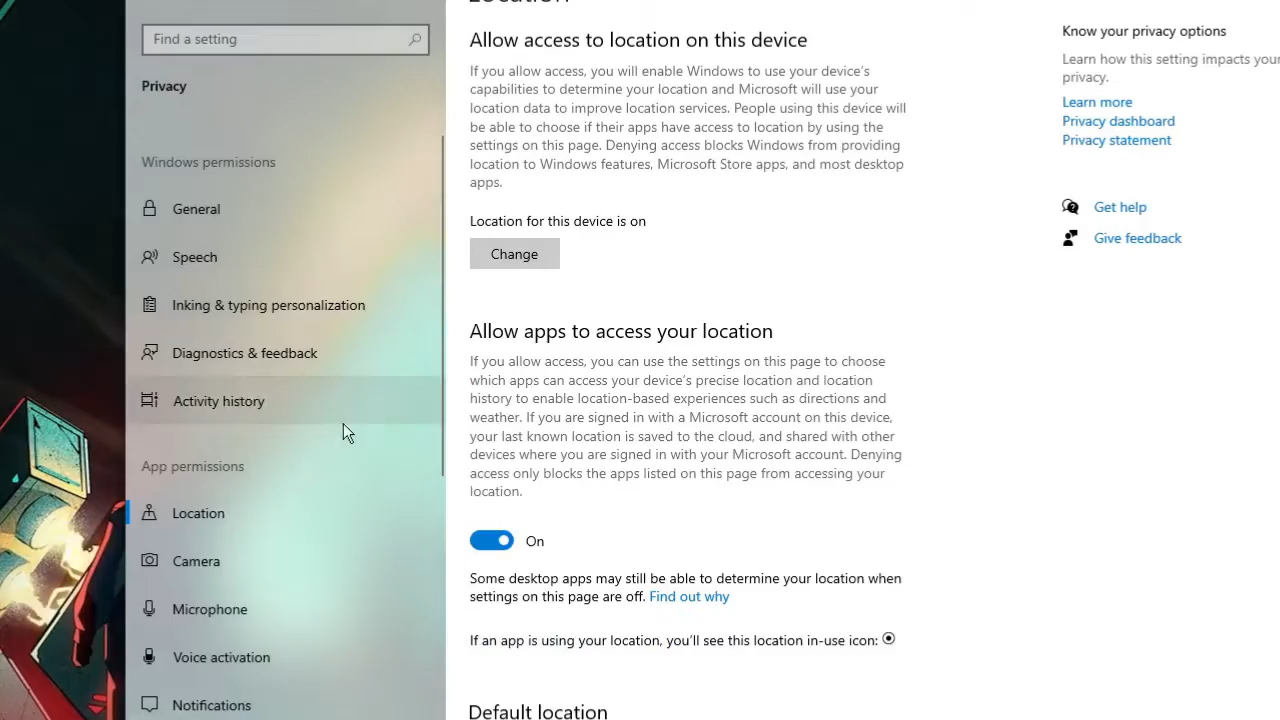 Location
Find a setting
Privacy
Windows permissions
General
Speech
Inking & typing personalization
Diagnostics & feedback
Activity history
App permissions
Location
Camera
Microphone
Voice activation
Notifications
Allow access to location on this device
If you allow access, you will enable Windows to use your device's
capabilities to determine your location and Microsoft will use your
location data to improve location services. People using this device will
be able to choose if their apps have access to location by using the
settings on this page. Denying access blocks Windows from providing
location to Windows features, Microsoft Store apps, and most desktop
apps.
Location for this device is on
Change
Allow apps to access your location
If you allow access, you can use the settings on this page to choose
which apps can access your device's precise location and location
history to enable location-based experiences such as directions and
weather. If you are signed in with a Microsoft account on this device,
your last known location is saved to the cloud, and shared with other
devices where you are signed in with your Microsoft account. Denying
access only blocks the apps listed on this page from accessing your
location.
On
Some desktop apps may still be able to determine your location when
settings on this page are off. Find out why
If an app is using your location, you'll see this location in-use icon:
Default location
Know your privacy options
Learn how this setting impacts your
privacy.
Learn more
Privacy dashboard
Privacy statement
Get help
Give feedback